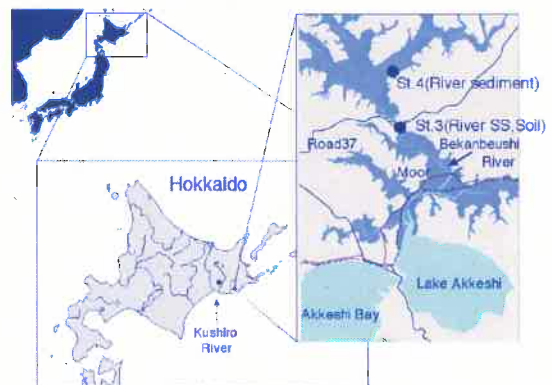 St.4(River sediment)
St.3(River SS,Soil)
Road37
Bekanbeushi
River
Moor
Hokkaido
Lake Akkeshi
Akkeshi Bay
Kushiro
River